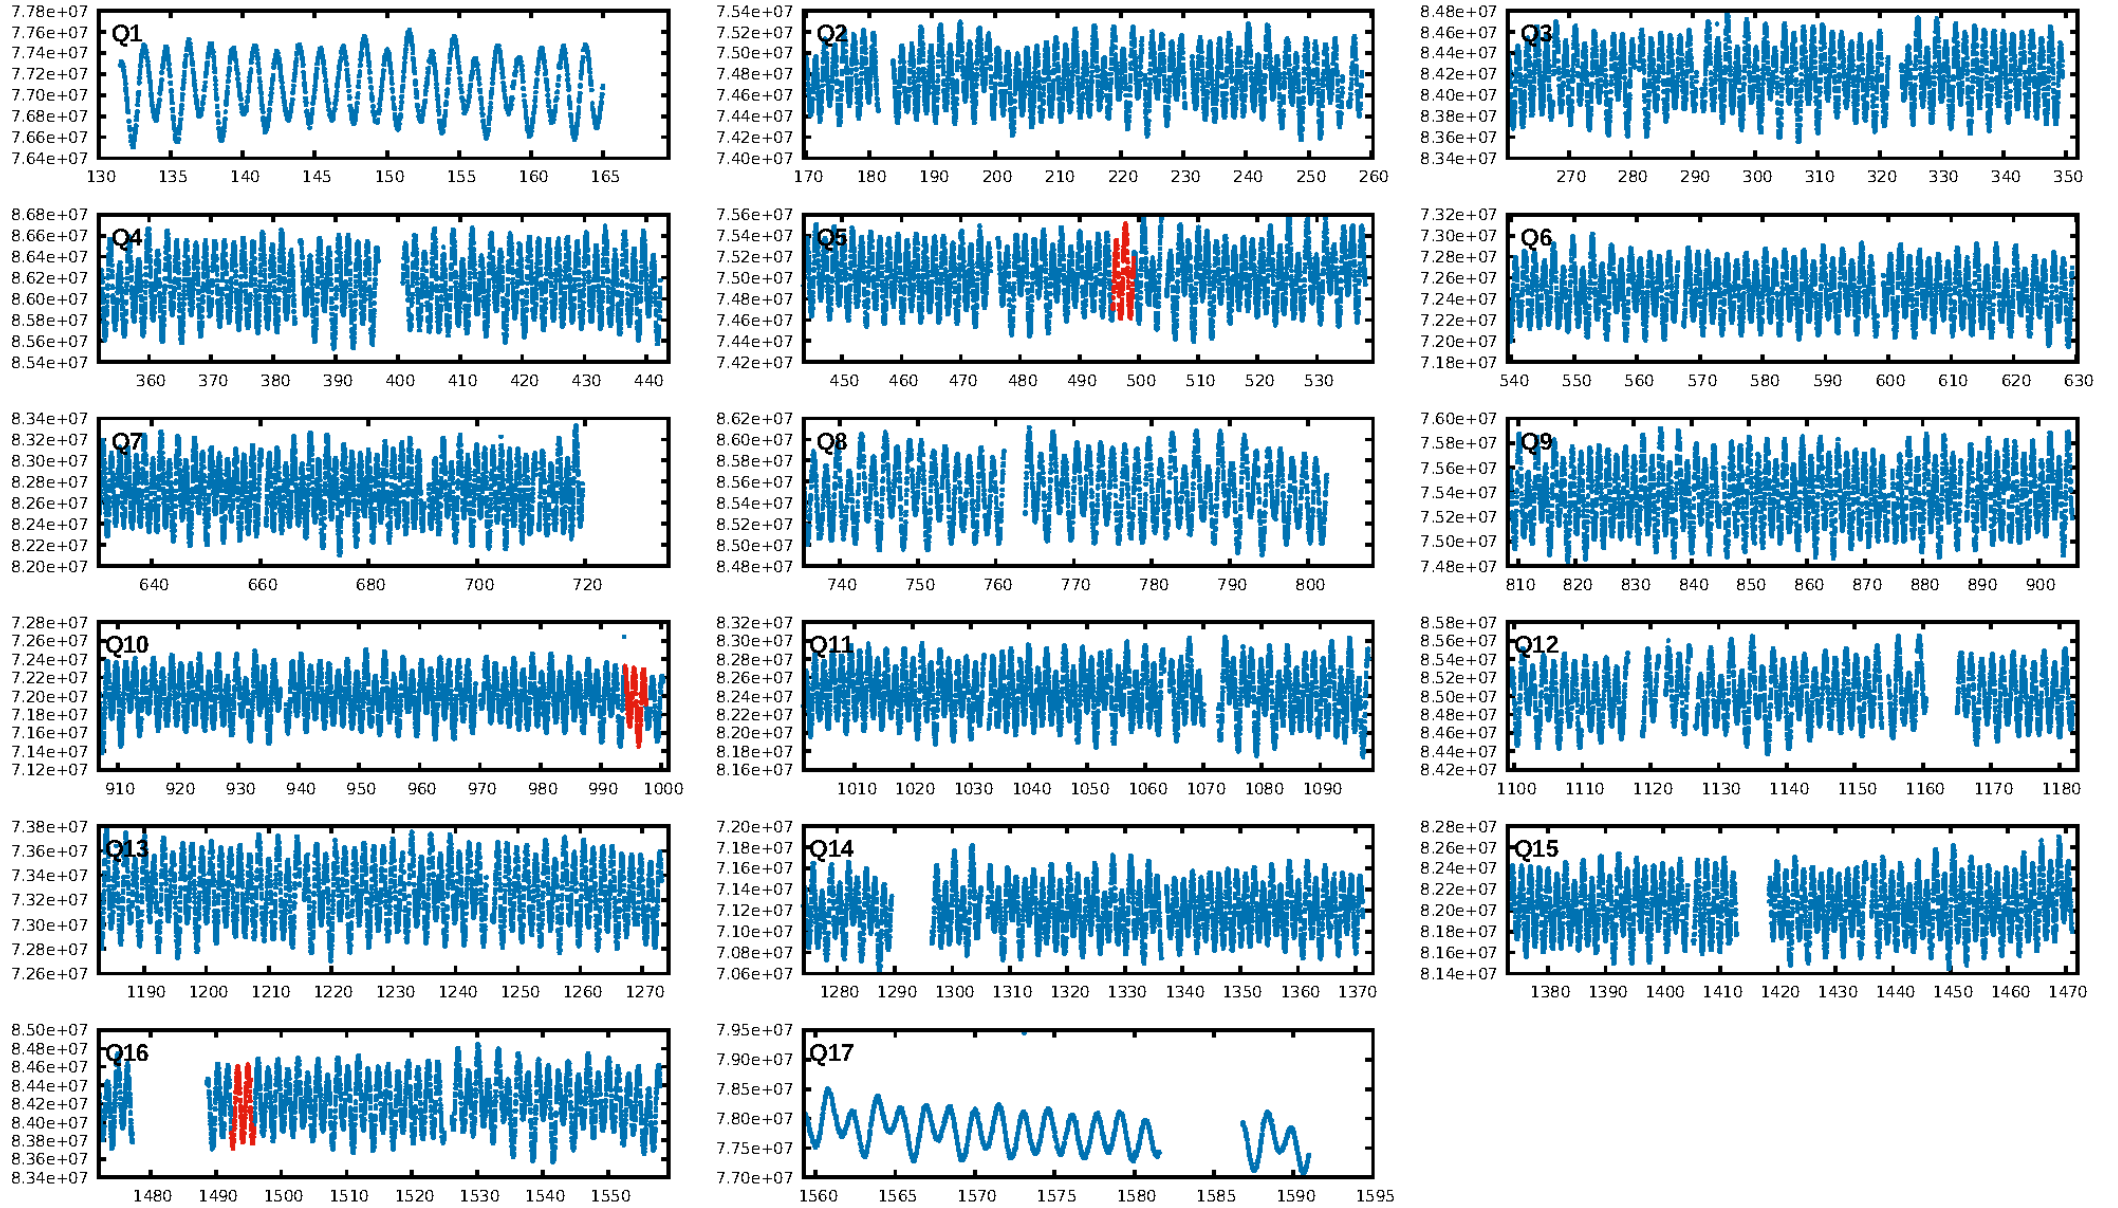 7.78e+07 7.76e+07 7.74e+07 7.72e+07 7.70e+07 7.68e+07 7.66e+07 7.64e+07
Q1
130 135 140 145 150 155 160 165
7.54e+07 7.52e+07 7.50e+07 7.48e+07 7.46e+07 7.44e+07 7.42e+07 7.40e+07
Q2
170 180 190 200 210 220 230 240 250 260
8.48e+07 8.46e+07 8.44e+07 8.42e+07 8.40e+07 8.38e+07 8.36e+07 8.34e+07
Q3
270 280 290 300 310 320 330 340 350
8.68e+07 8.66e+07 8.64e+07 8.62e+07 8.60e+07 8.58e+07 8.56e+07 8.54e+07
Q4
360 370 380 390 400 410 420 430 440
7.56e+07 7.54e+07 7.52e+07 7.50e+07 7.48e+07 7.46e+07 7.44e+07 7.42e+07
Q5
450 460 470 480 490 500 510 520 530
7.32e+07 7.30e+07 7.28e+07 7.26e+07 7.24e+07 7.22e+07 7.20e+07 7.18e+07
Q6
540 550 560 570 580 590 600 610 620 630
8.34e+07 8.32e+07 8.30e+07 8.28e+07 8.26e+07 8.24e+07 8.22e+07 8.20e+07
Q7
640 660 680 700 720
8.62e+07 8.60e+07 8.58e+07 8.56e+07 8.54e+07 8.52e+07 8.50e+07 8.48e+07
Q8
740 750 760 770 780 790 800
7.60e+07 7.58e+07 7.56e+07 7.54e+07 7.52e+07 7.50e+07 7.48e+07
Q9
810 820 830 840 850 860 870 880 890 900
7.28e+07 7.26e+07 7.24e+07 7.22e+07 7.20e+07 7.18e+07 7.16e+07 7.14e+07 7.12e+07
Q10
910 920 930 940 950 960 970 980 990 1000
8.32e+07 8.30e+07 8.28e+07 8.26e+07 8.24e+07 8.22e+07 8.20e+07 8.18e+07 8.16e+07
Q11
1010 1020 1030 1040 1050 1060 1070 1080 1090
8.58e+07 8.56e+07 8.54e+07 8.52e+07 8.50e+07 8.48e+07 8.46e+07 8.44e+07 8.42e+07
Q12
1100 1110 1120 1130 1140 1150 1160 1170 1180
7.38e+07 7.36e+07 7.34e+07 7.32e+07 7.30e+07 7.28e+07 7.26e+07
Q13
1190 1200 1210 1220 1230 1240 1250 1260 1270
7.20e+07 7.18e+07 7.16e+07 7.14e+07 7.12e+07 7.10e+07 7.08e+07 7.06e+07
Q14
1280 1290 1300 1310 1320 1330 1340 1350 1360 1370
8.28e+07 8.26e+07 8.24e+07 8.22e+07 8.20e+07 8.18e+07 8.16e+07 8.14e+07
Q15
1380 1390 1400 1410 1420 1430 1440 1450 1460 1470
8.50e+07 8.48e+07 8.46e+07 8.44e+07 8.42e+07 8.40e+07 8.38e+07 8.36e+07 8.34e+07
Q16
1480 1490 1500 1510 1520 1530 1540 1550
7.95e+07 7.90e+07 7.85e+07 7.80e+07 7.75e+07 7.70e+07
Q17
1560 1565 1570 1575 1580 1585 1590 1595